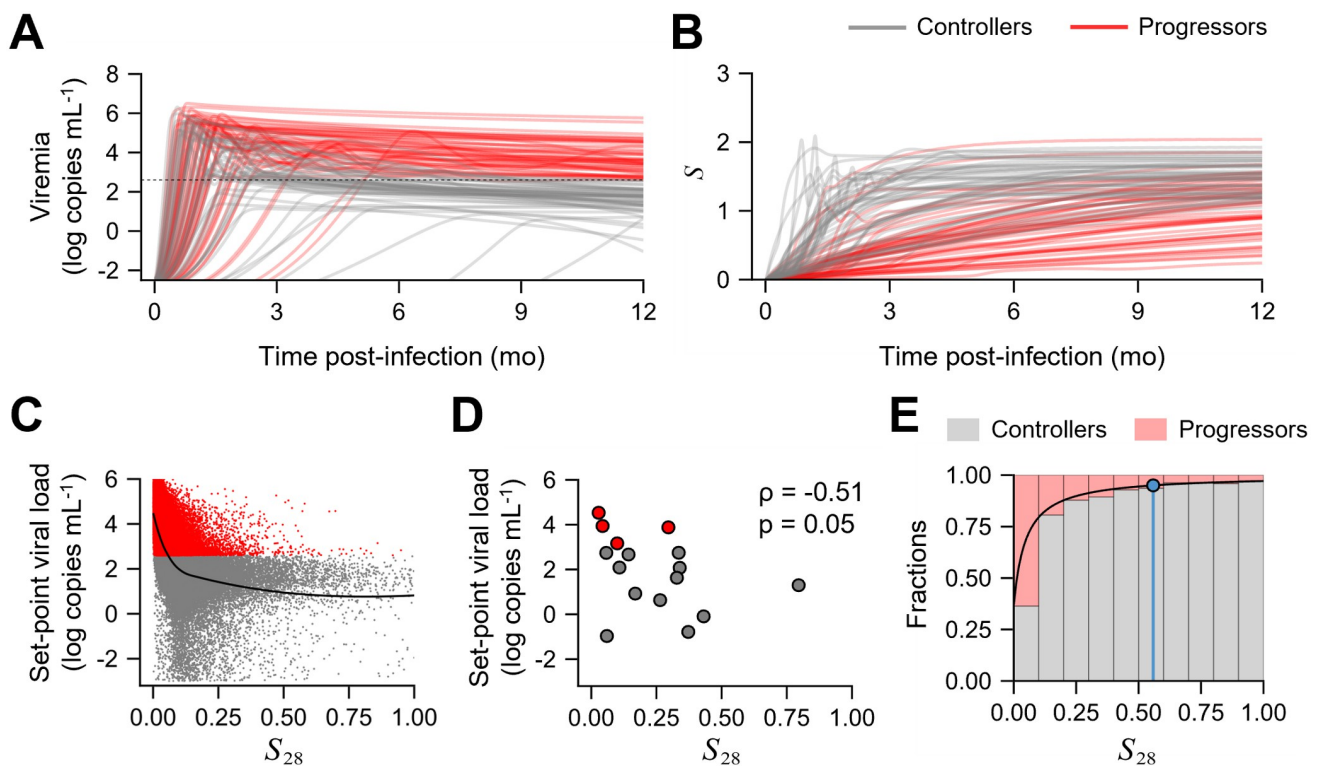 A
B
Controllers
Progressors
Viremia
(log copies mL-1)
8
6
4
2
0
-2
0
3
6
9
12
Time post-infection (mo)
S
3
2
1
0
0
3
6
9
12
Time post-infection (mo)
C
D
E
Controllers
Progressors
Set-point viral load
(log copies mL-1)
6
4
2
0
-2
0.00
0.25
0.50
0.75
1.00
S28
Set-point viral load
(log copies mL-1)
6
4
2
0
-2
ρ = -0.51
p = 0.05
0.00
0.25
0.50
0.75
1.00
S28
Fractions
1.00
0.75
0.50
0.25
0.00
0.00
0.25
0.50
0.75
1.00
S28